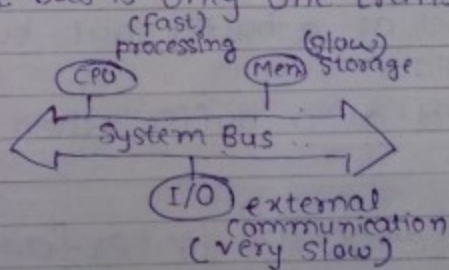 (fast)
processing
(slow)
storage
CPU
Mem
System Bus
I/O
external
communication
(very slow)